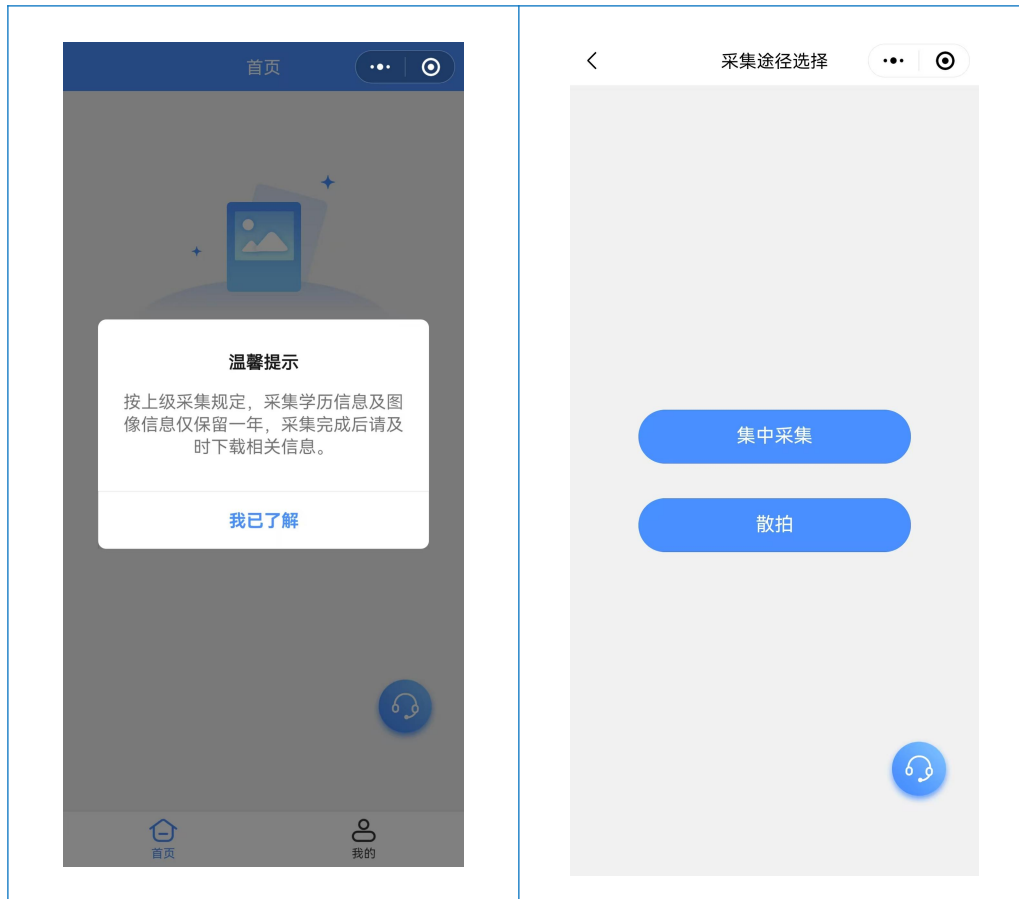 首页
温馨提示
按上级采集规定，采集学历信息及图
像信息仅保留一年，采集完成后请及
时下载相关信息。
我已了解
首页
我的
采集途径选择
集中采集
散拍